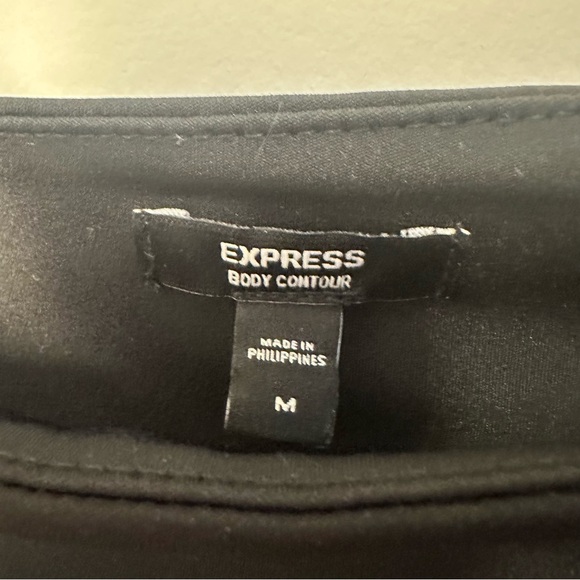 EXPRESS
BODY CONTOUR
MADE IN
PHILIPPINES
M